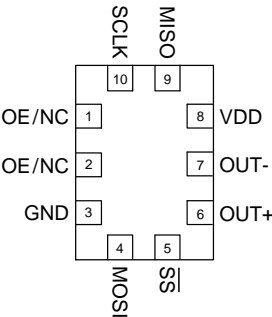 SCLK
MISO
10
9
OE/NC 1
8 VDD
OE/NC 2
7 OUT-
GND 3
6 OUT+
4
5
MOSI
SS